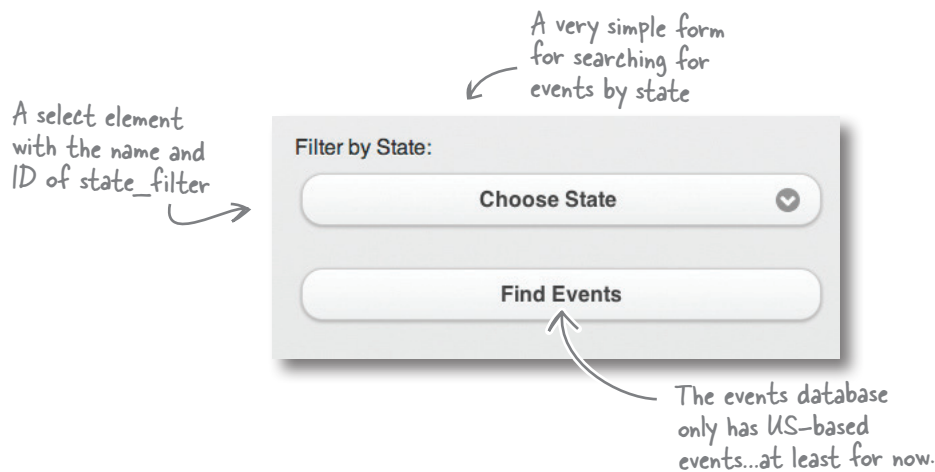 A very simple form
for searching for
events by state
A select element
with the name and
ID of state_filter
Filter by State:
Choose State
Find Events
The events database
only has US-based
events...at least for now.